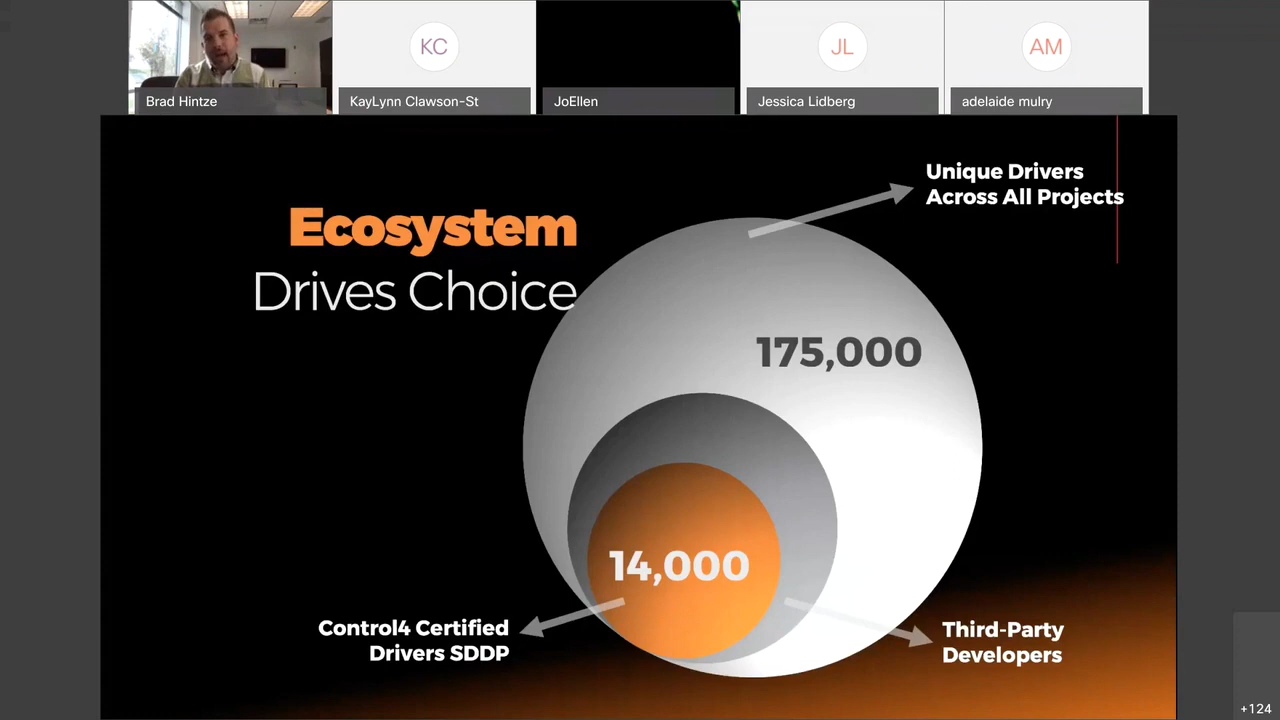 KC
JL
AM
Brad Hintze
KayLynn Clawson-St
JoEllen
Jessica Lidberg
adelaide mulry
Unique Drivers
Across All Projects
Ecosystem
Drives Choice
175,000
14,000
Control4 Certified
Drivers SDDP
Third-Party
Developers
+124